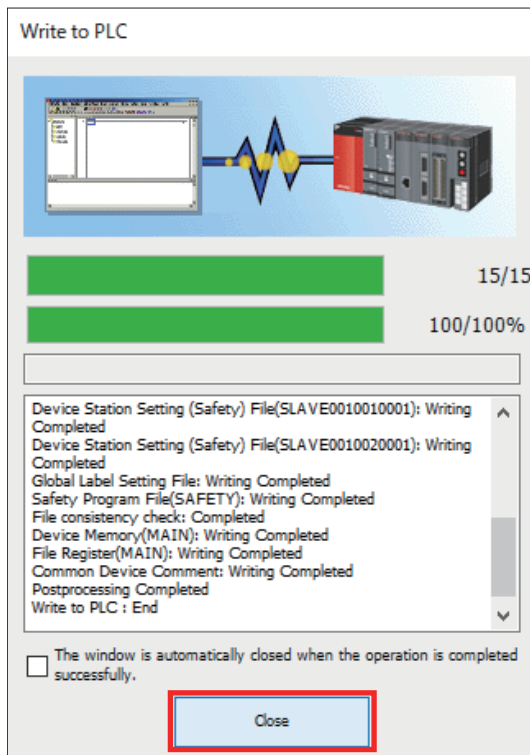 Write to PLC
15/15
100/100%
Device Station Setting (Safety) File(SLAVE0010010001): Writing
Completed
Device Station Setting (Safety) File(SLAVE0010020001): Writing
Completed
Global Label Setting File: Writing Completed
Safety Program File(SAFETY): Writing Completed
File consistency check: Completed
Device Memory(MAIN): Writing Completed
File Register(MAIN): Writing Completed
Common Device Comment: Writing Completed
Postprocessing Completed
Write to PLC : End
The window is automatically closed when the operation is completed
successfully.
Close